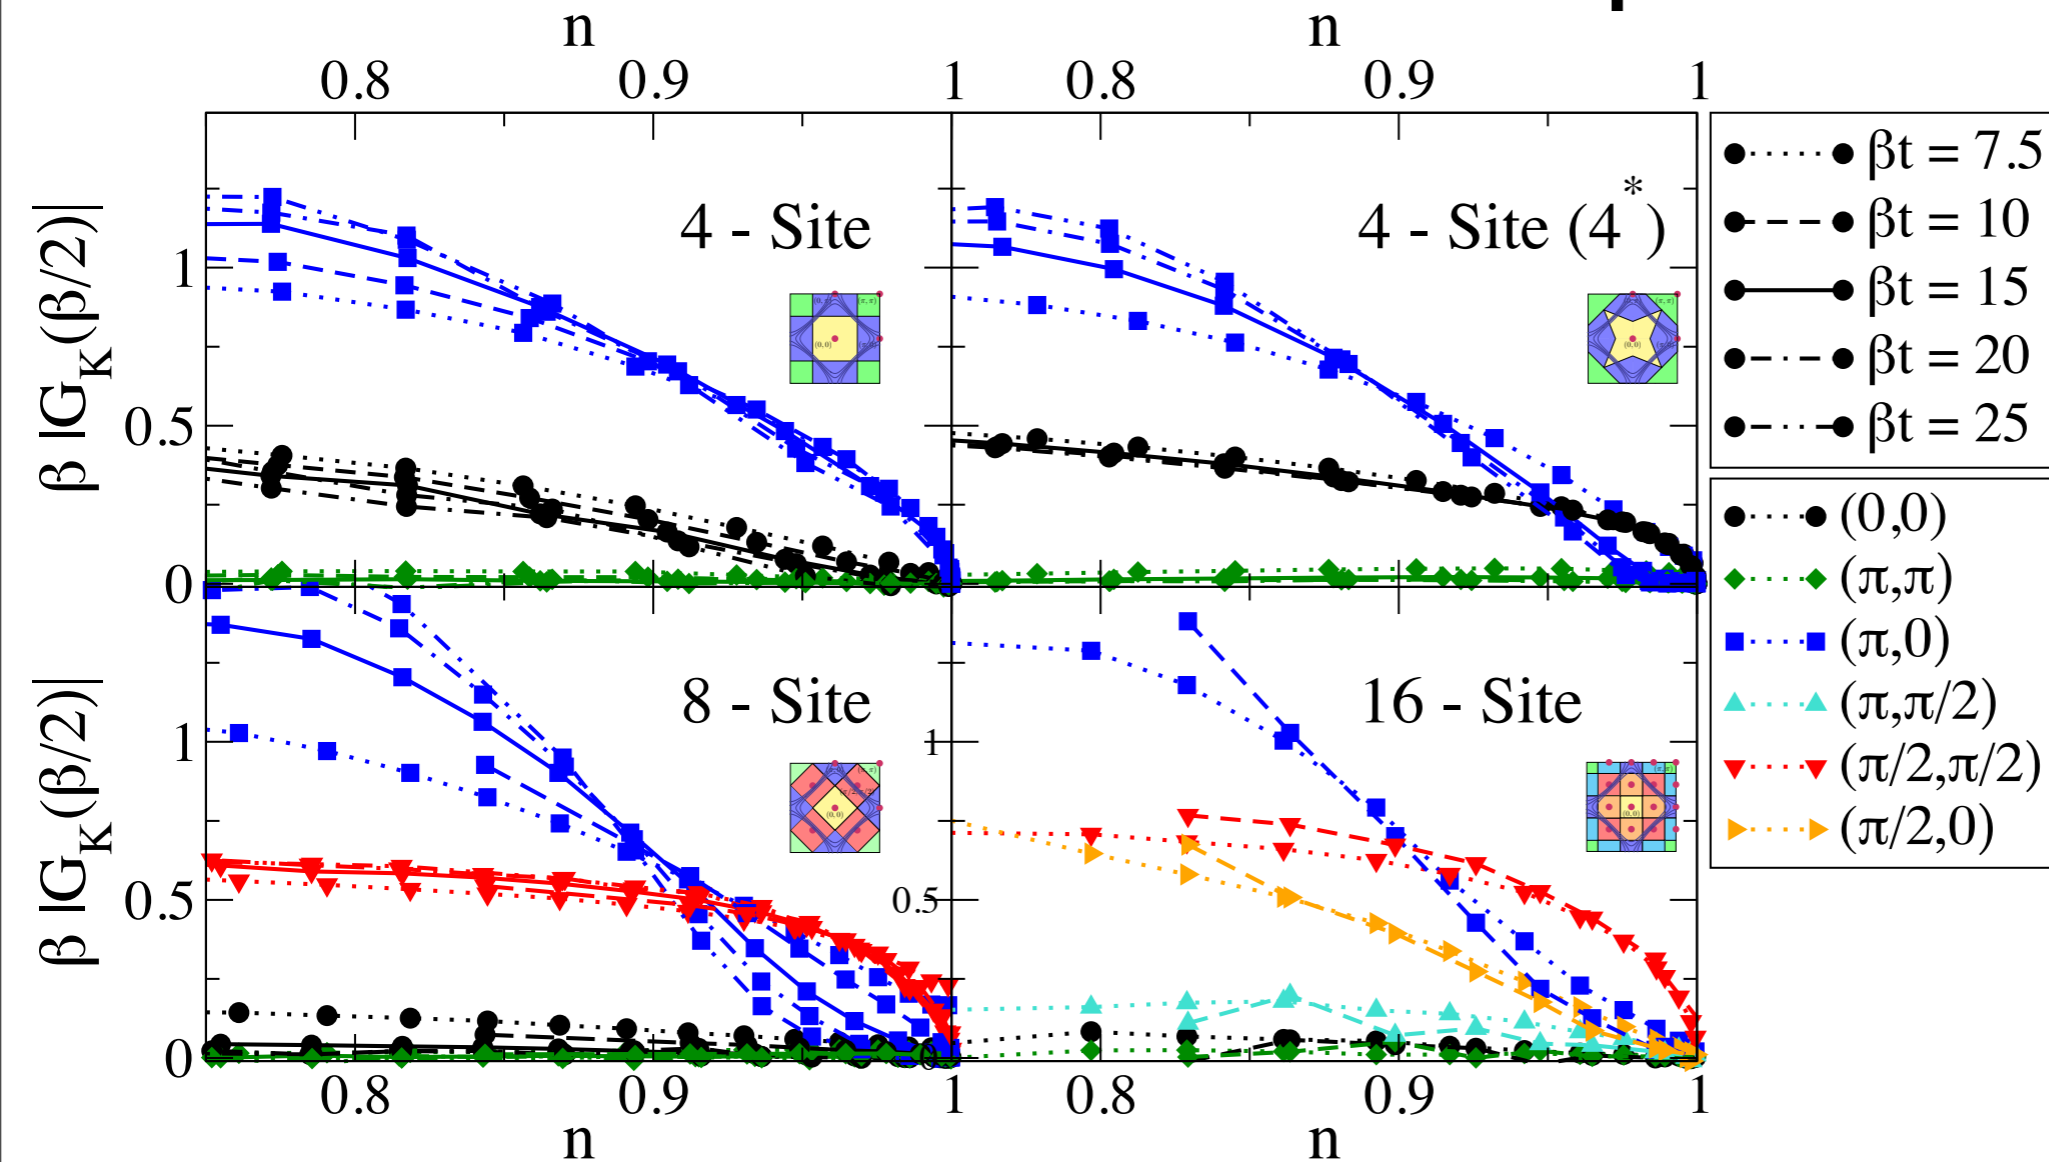 n n
0.8 0.9 1 0.8 0.9 1
β |G_K(β/2)|
1
0.5
0
4 - Site
4 - Site (4*)
βt = 7.5
βt = 10
βt = 15
βt = 20
βt = 25
(0,0)
(π,π)
(π,0)
(π,π/2)
(π/2,π/2)
(π/2,0)
β |G_K(β/2)|
1
0.5
0
8 - Site
1
0.5
0
16 - Site
0.8 0.9 1 0.8 0.9 1
n n